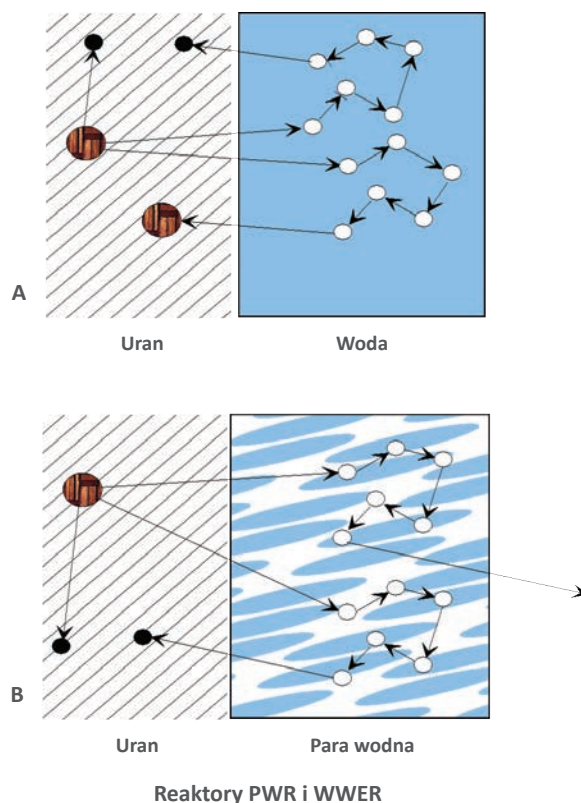 A
Uran Woda
B
Uran Para wodna
Reaktory PWR i WWER